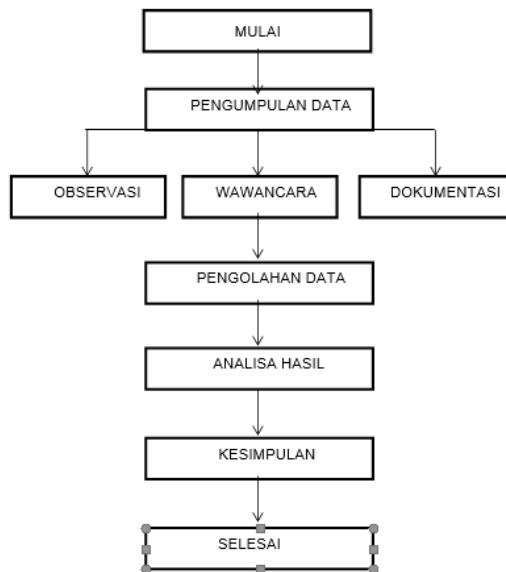 MULAI
PENGUMPULAN DATA
OBSERVASI
WAWANCARA
DOKUMENTASI
PENGOLAHAN DATA
ANALISA HASIL
KESIMPULAN
SELESAI